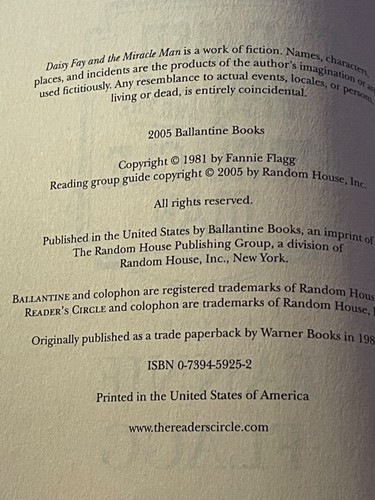 Daisy Fay and the Miracle Man is a work of fiction. Names, characters,
places, and incidents are the products of the author's imagination or are
used fictitiously. Any resemblance to actual events, locales, or persons,
living or dead, is entirely coincidental.
2005 Ballantine Books
Copyright © 1981 by Fannie Flagg
Reading group guide copyright © 2005 by Random House, Inc.
All rights reserved.
Published in the United States by Ballantine Books, an imprint of
The Random House Publishing Group, a division of
Random House, Inc., New York.
BALLANTINE and colophon are registered trademarks of Random Hous
READER'S CIRCLE and colophon are trademarks of Random House, I
Originally published as a trade paperback by Warner Books in 198
ISBN 0-7394-5925-2
Printed in the United States of America
www.thereaderscircle.com